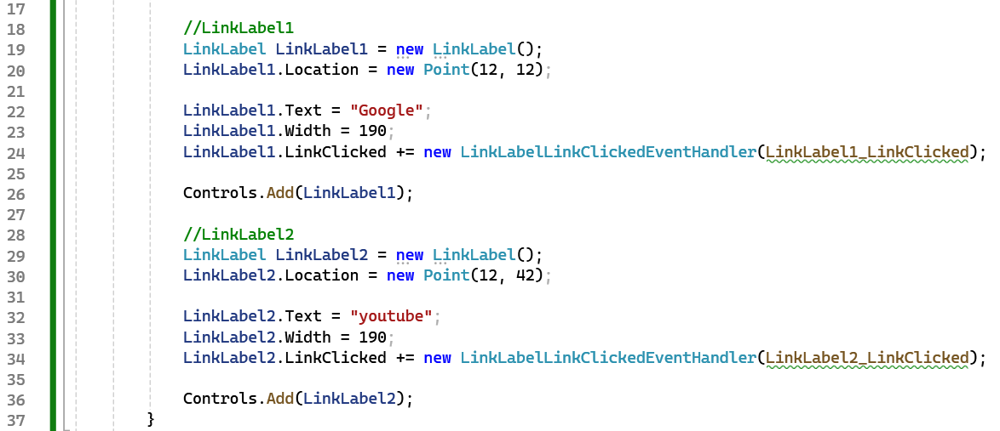 17
18 //LinkLabel1
19 LinkLabel LinkLabel1 = new LinkLabel();
20 LinkLabel1.Location = new Point(12, 12);
21
22 LinkLabel1.Text = "Google";
23 LinkLabel1.Width = 190;
24 LinkLabel1.LinkClicked += new LinkLabelLinkClickedEventHandler(LinkLabel1_LinkClicked);
25
26 Controls.Add(LinkLabel1);
27
28 //LinkLabel2
29 LinkLabel LinkLabel2 = new LinkLabel();
30 LinkLabel2.Location = new Point(12, 42);
31
32 LinkLabel2.Text = "youtube";
33 LinkLabel2.Width = 190;
34 LinkLabel2.LinkClicked += new LinkLabelLinkClickedEventHandler(LinkLabel2_LinkClicked);
35
36 Controls.Add(LinkLabel2);
37 }